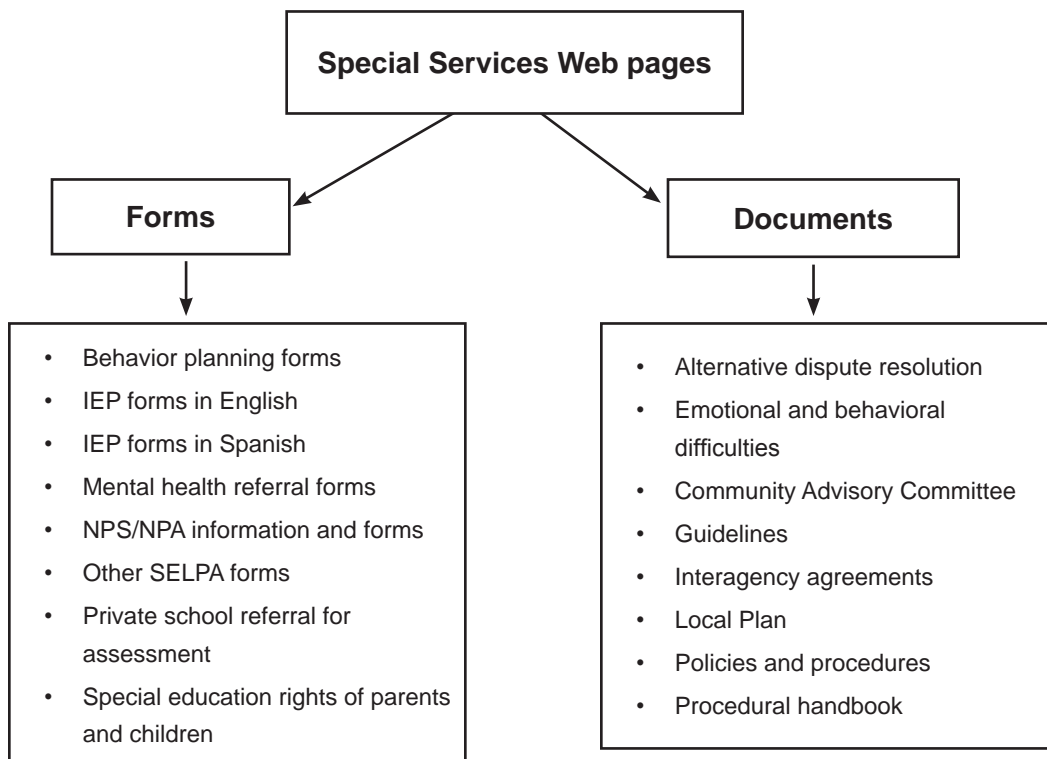 Special Services Web pages
Forms
Documents
• Behavior planning forms
• IEP forms in English
• IEP forms in Spanish
• Mental health referral forms
• NPS/NPA information and forms
• Other SELPA forms
• Private school referral for
assessment
• Special education rights of parents
and children
• Alternative dispute resolution
• Emotional and behavioral
difficulties
• Community Advisory Committee
• Guidelines
• Interagency agreements
• Local Plan
• Policies and procedures
• Procedural handbook